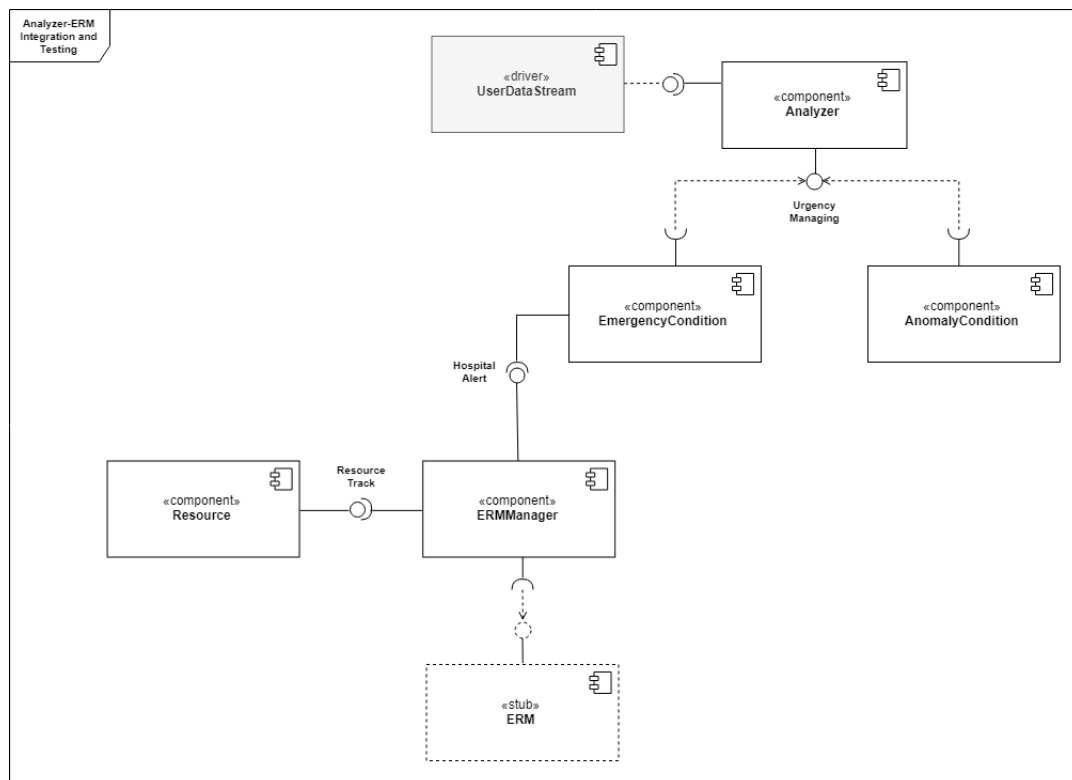 Analyzer-ERM
Integration and
Testing
«driver»
UserDataStream
«component»
Analyzer
Urgency
Managing
«component»
EmergencyCondition
«component»
AnomalyCondition
Hospital
Alert
Resource
Track
«component»
Resource
«component»
ERMManager
«stub»
ERM